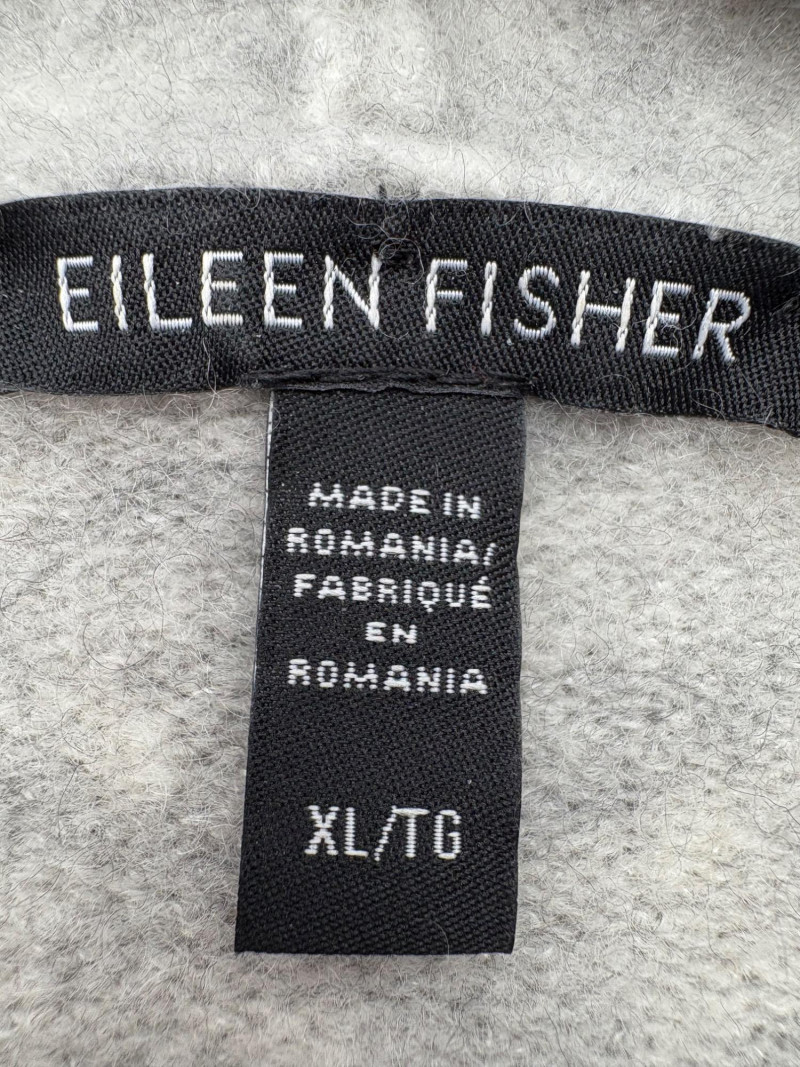 EILEEN FISHER
MADE IN
ROMANIA/
FABRIQUÉ
EN
ROMANIA
XL/TG